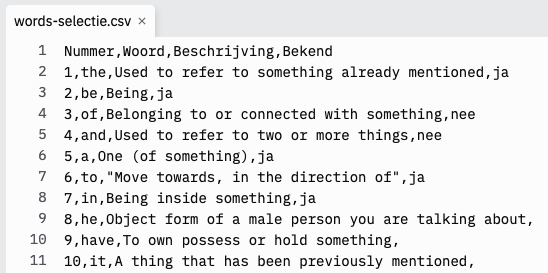 words-selectie.csv ×
1 Nummer,Woord,Beschrijving,Bekend
2 1,the,Used to refer to something already mentioned,ja
3 2,be,Being,ja
4 3,of,Belonging to or connected with something,nee
5 4,and,Used to refer to two or more things,nee
6 5,a,One (of something),ja
7 6,to,"Move towards, in the direction of",ja
8 7,in,Being inside something,ja
9 8,he,Object form of a male person you are talking about,
10 9,have,To own possess or hold something,
11 10,it,A thing that has been previously mentioned,